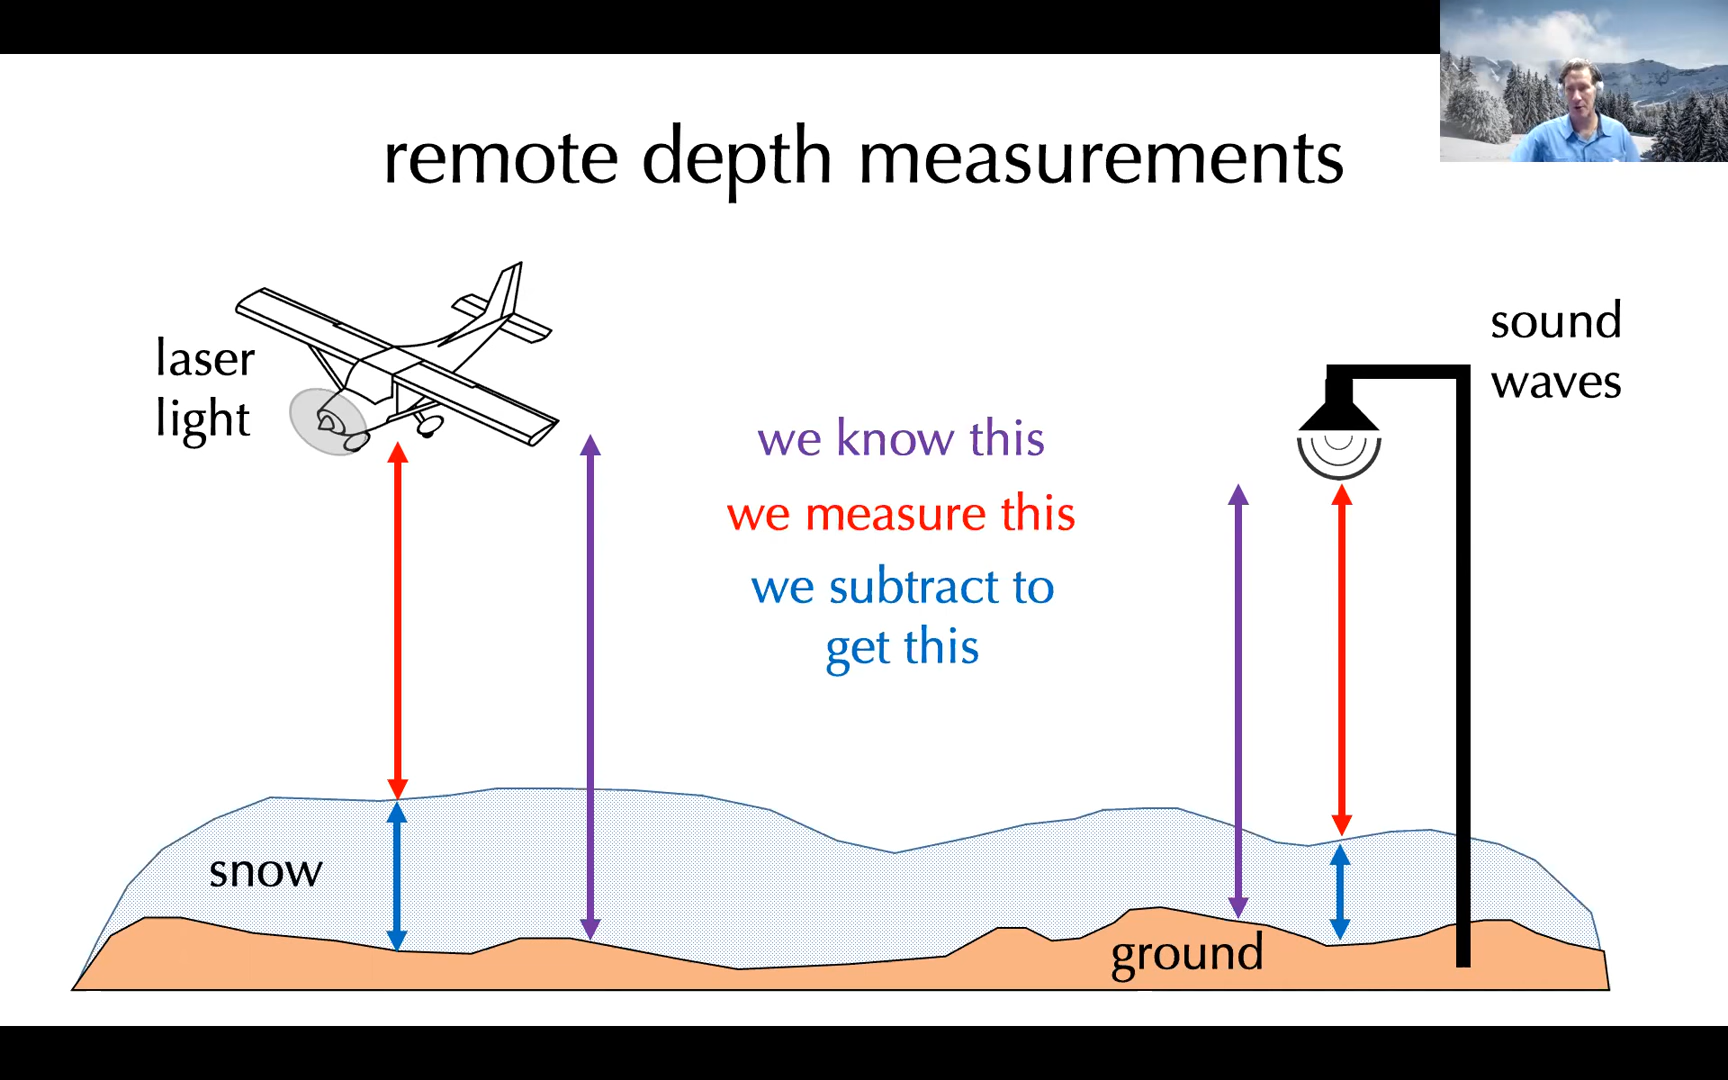 remote depth measurements
laser
light
sound
waves
we know this
we measure this
we subtract to
get this
snow
ground